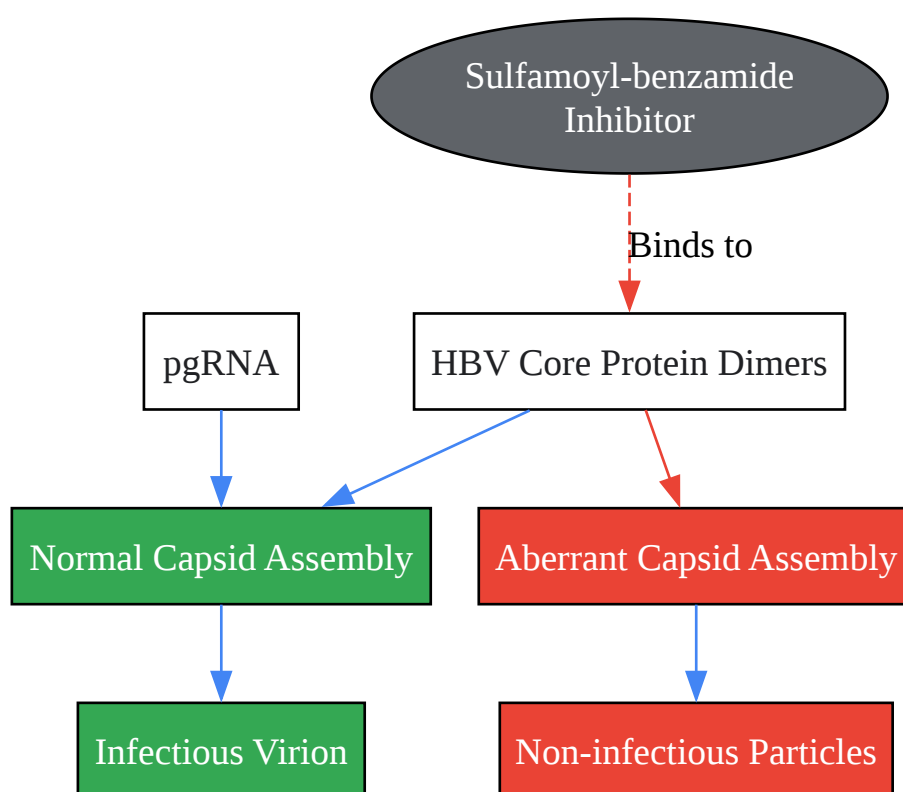 Sulfamoyl-benzamide
Inhibitor
Binds to
pgRNA
HBV Core Protein Dimers
Normal Capsid Assembly
Aberrant Capsid Assembly
Infectious Virion
Non-infectious Particles